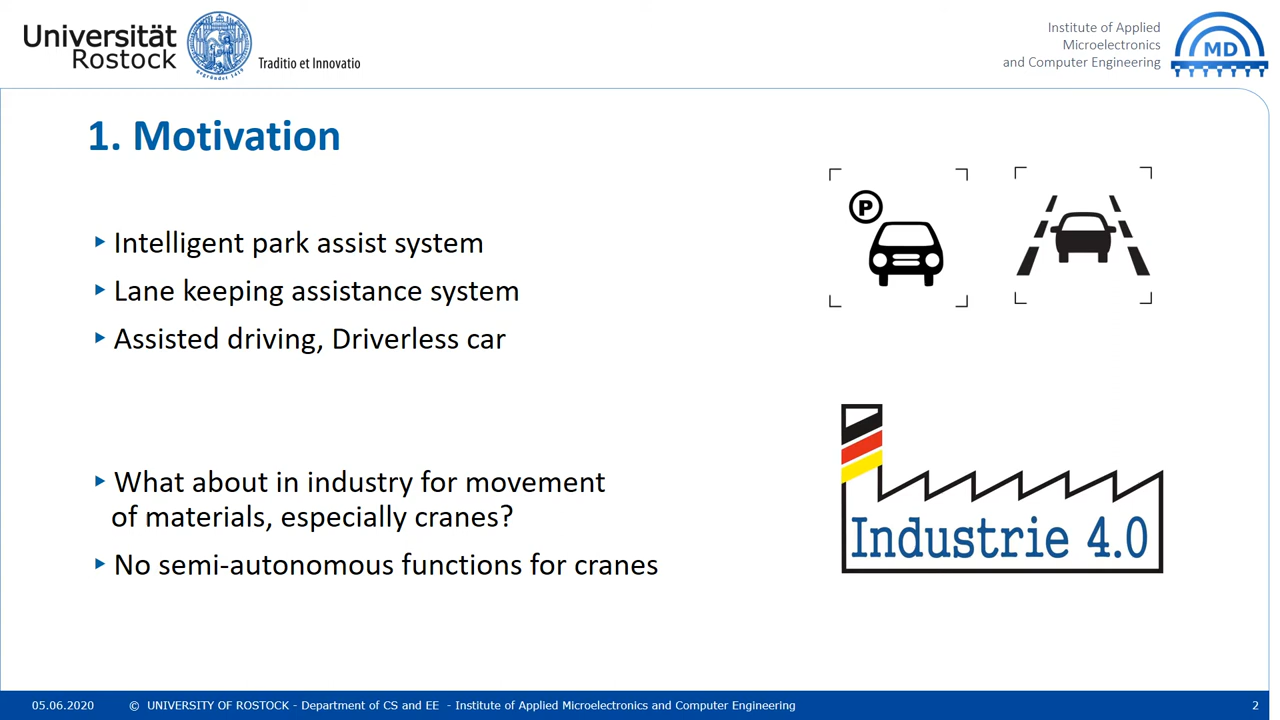 Universität
Rostock
Traditio et Innovatio
Institute of Applied
Microelectronics
and Computer Engineering
MD
1. Motivation
Intelligent park assist system
Lane keeping assistance system
Assisted driving, Driverless car
P
What about in industry for movement
of materials, especially cranes?
No semi-autonomous functions for cranes
Industrie 4.0
05.06.2020
© UNIVERSITY OF ROSTOCK - Department of CS and EE - Institute of Applied Microelectronics and Computer Engineering
2